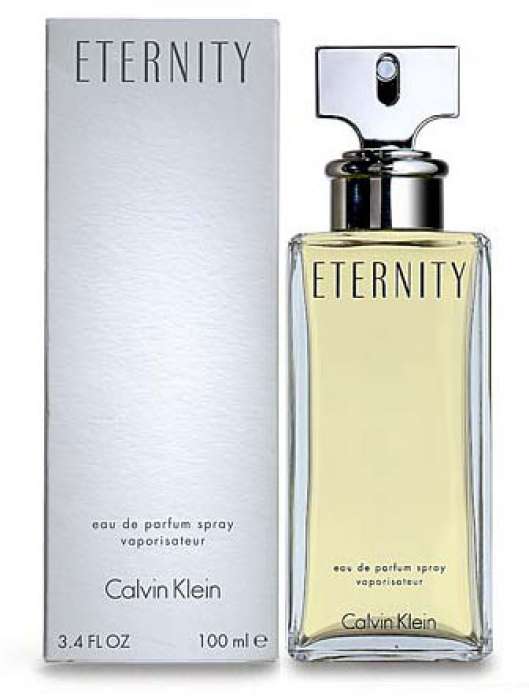 ETERNITY
eau de parfum spray
vaporisateur
Calvin Klein
3.4 FL OZ 100 ml ℮
ETERNITY
eau de parfum spray
vaporisateur
Calvin Klein